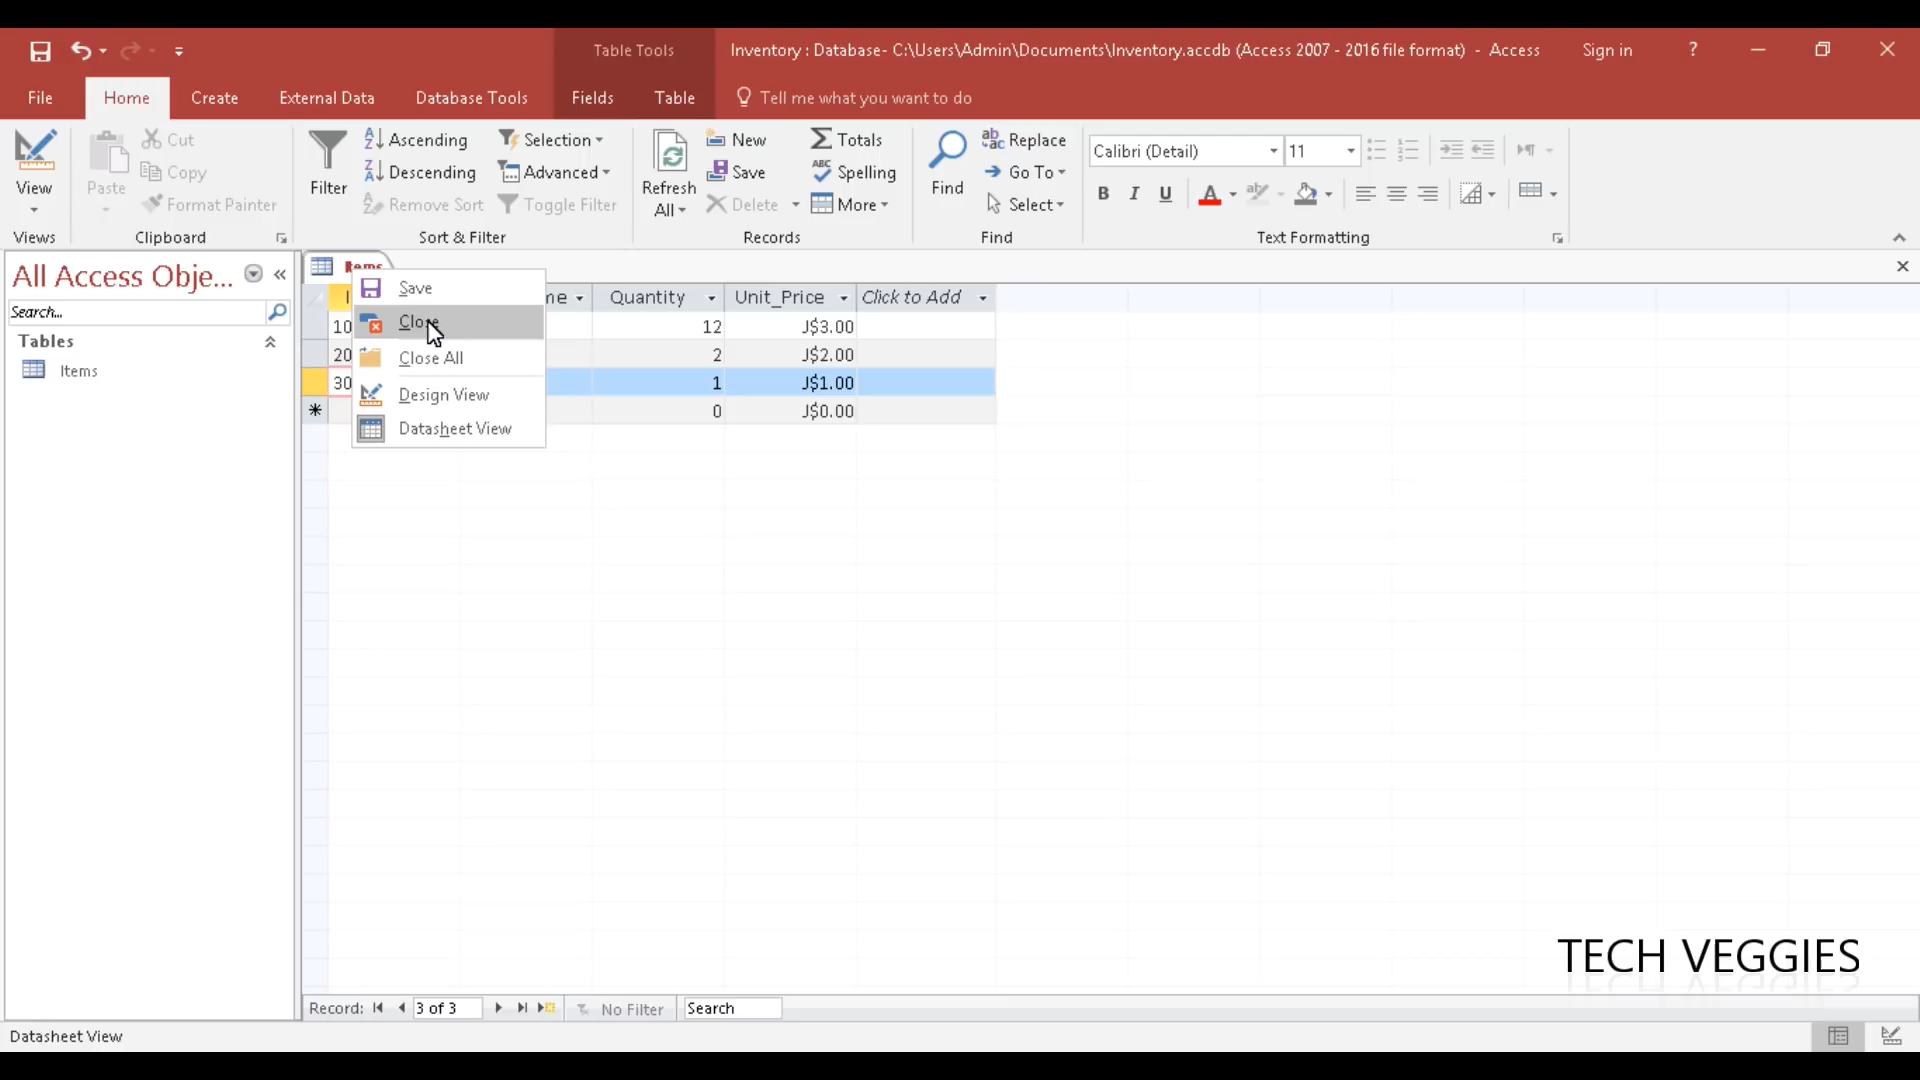 Table Tools
Inventory : Database- C:\Users\Admin\Documents\Inventory.accdb (Access 2007 - 2016 file format) - Access
Sign in
?
File
Home
Create
External Data
Database Tools
Fields
Table
Tell me what you want to do
View
Views
Paste
Cut
Copy
Format Painter
Clipboard
Filter
Ascending
Descending
Remove Sort
Selection
Advanced
Toggle Filter
Sort & Filter
Refresh
All
New
Save
Delete
Totals
Spelling
More
Records
Find
Replace
Go To
Select
Find
Calibri (Detail)
11
B I U
Text Formatting
All Access Obje...
Search...
Tables
Items
Items
Save
Close
Close All
Design View
Datasheet View
Quantity
Unit_Price
Click to Add
12
J$3.00
2
J$2.00
1
J$1.00
0
J$0.00
TECH VEGGIES
Record:
3 of 3
No Filter
Search
Datasheet View